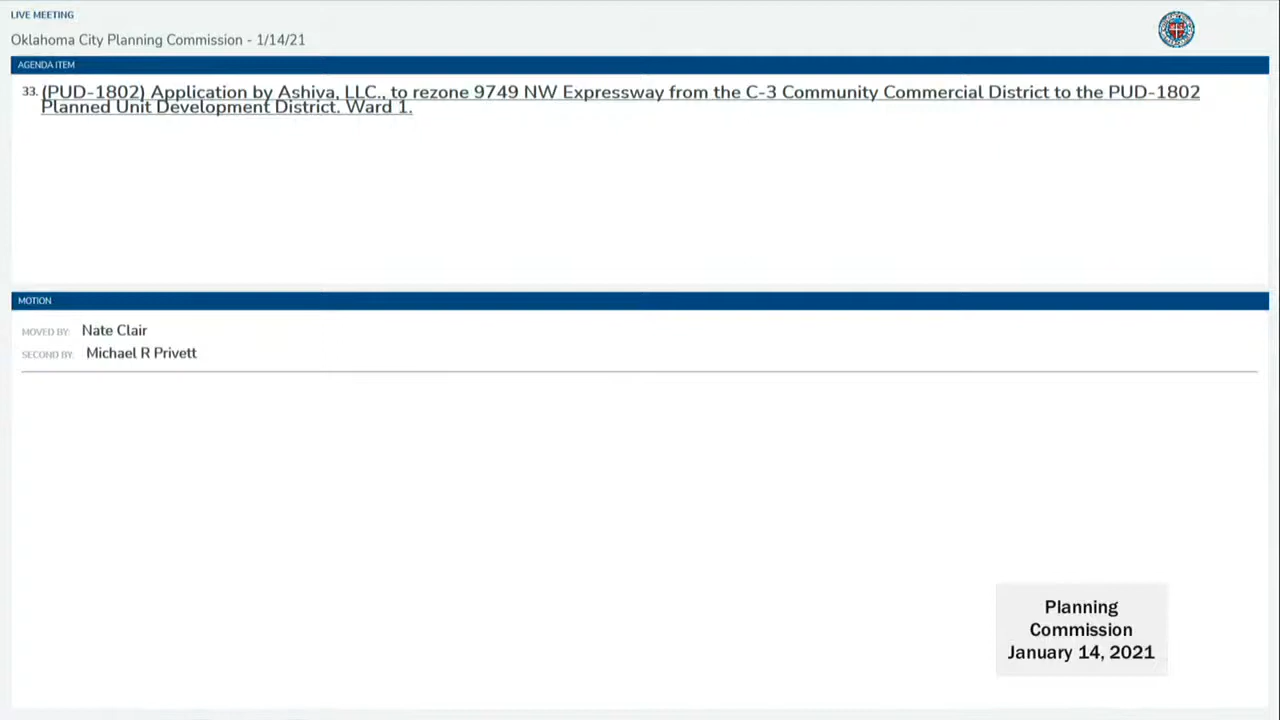 LIVE MEETING
Oklahoma City Planning Commission - 1/14/21
AGENDA ITEM
33. (PUD-1802) Application by Ashiya, LLC., to rezone 9749 NW Expressway from the C-3 Community Commercial District to the PUD-1802
Planned Unit Development District. Ward 1.
MOTION
MOVED BY: Nate Clair
SECOND BY: Michael R Privett
Planning
Commission
January 14, 2021